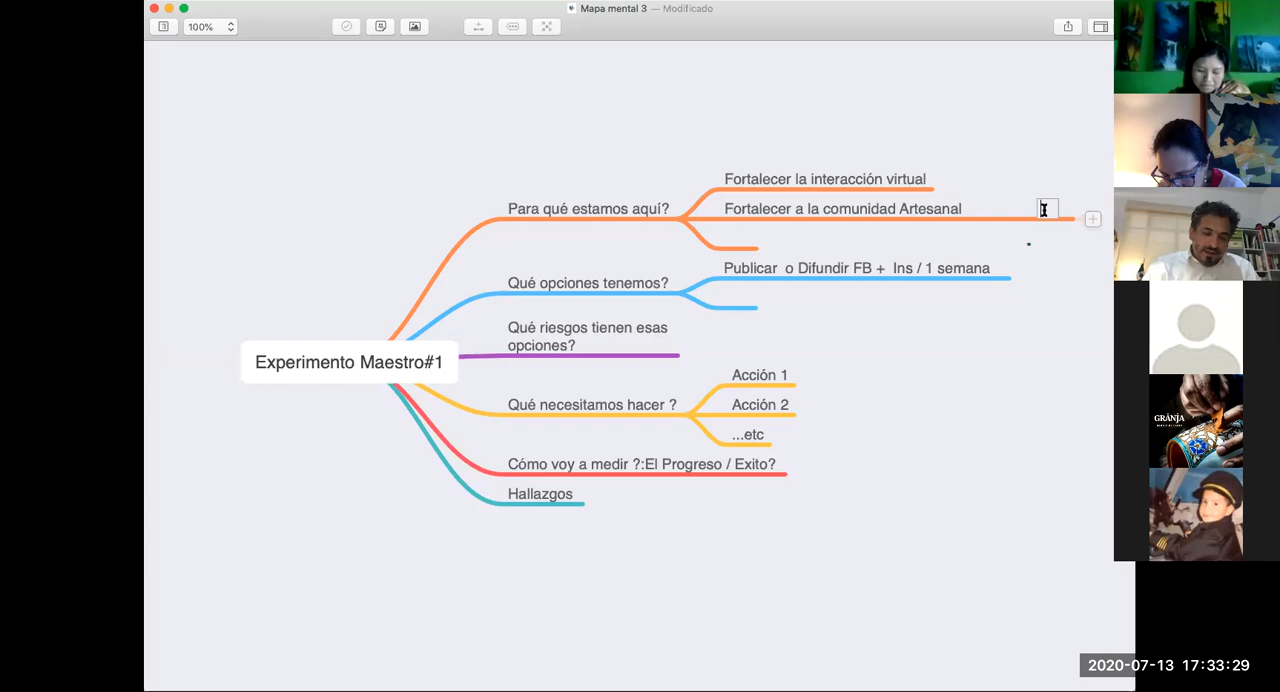 Mapa mental 3 — Modificado
100%
Fortalecer la interacción virtual
Para qué estamos aquí?
Fortalecer a la comunidad Artesanal
Publicar o Difundir FB + Ins / 1 semana
Qué opciones tenemos?
Qué riesgos tienen esas
opciones?
Experimento Maestro#1
Acción 1
Qué necesitamos hacer ?
Acción 2
...etc
Cómo voy a medir ?:El Progreso / Exito?
Hallazgos
GRANJA
2020-07-13 17:33:29